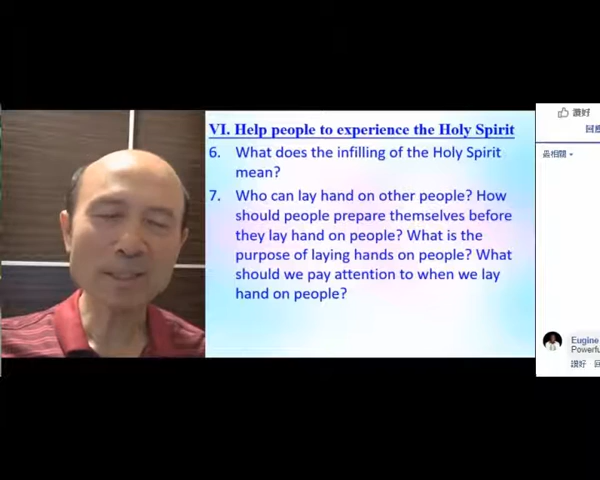 VI. Help people to experience the Holy Spirit
6. What does the infilling of the Holy Spirit
mean?
7. Who can lay hand on other people? How
should people prepare themselves before
they lay hand on people? What is the
purpose of laying hands on people? What
should we pay attention to when we lay
hand on people?
讚好
Eugine
讚好